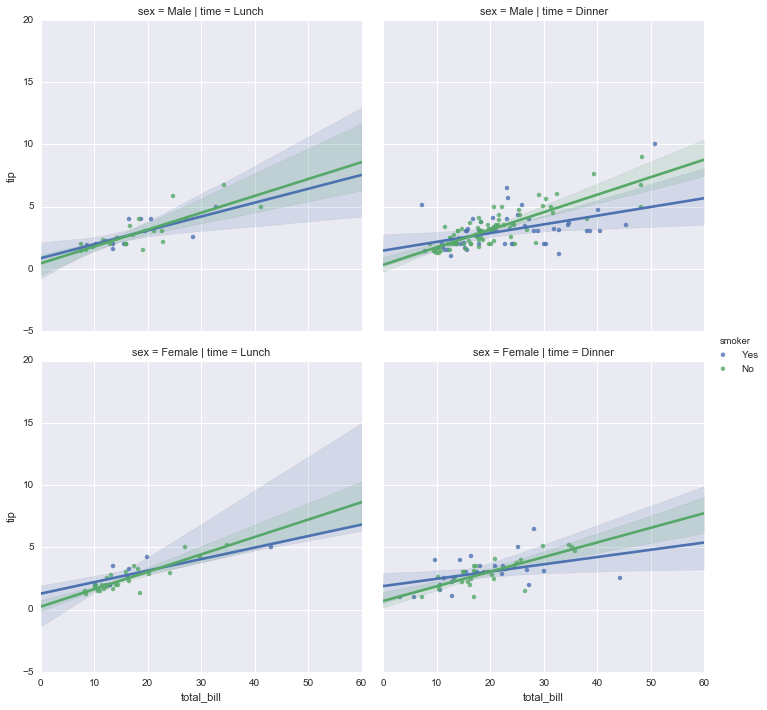 sex = Male | time = Lunch
sex = Male | time = Dinner
20
15
10
5
0
−5
tip
sex = Female | time = Lunch
sex = Female | time = Dinner
smoker
Yes
No
20
15
10
5
0
−5
tip
0 10 20 30 40 50 60
0 10 20 30 40 50 60
total_bill
total_bill